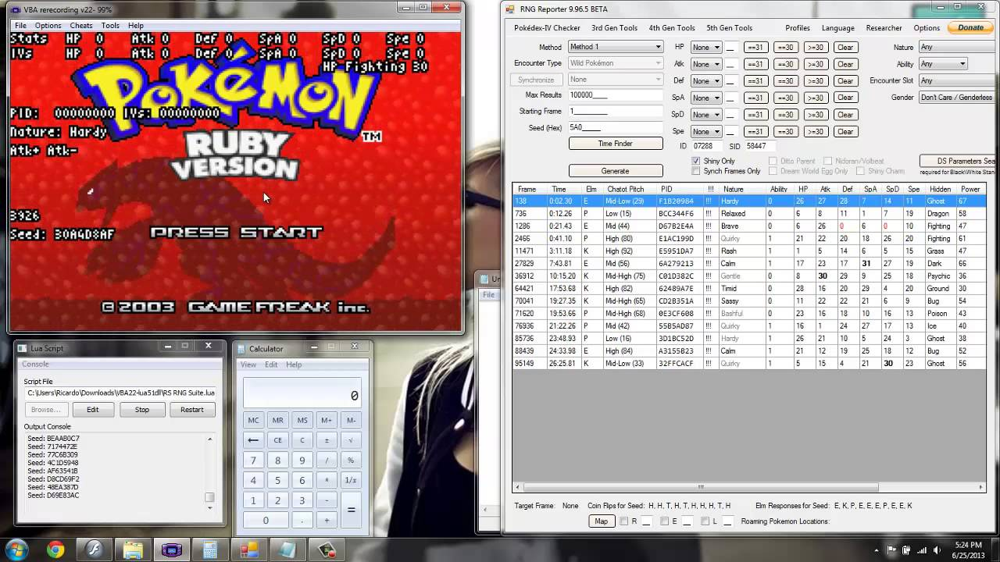 VBA rerecording v22- 99%
File Options Cheats Tools Help
Stats HP 0 Atk 0 Def 0 SpA 0 SpD 0 Spe 0
IVs HP 0 Atk 0 Def 0 SpA 0 SpD 0 Spe 0
HP Fighting 30
POKéMON
TM
PID: 00000000 IVs: 00000000
Nature: Hardy
Atk+ Atk-
RUBY
VERSION
3926
Seed: 30A4D8AF
PRESS START
© 2003 GAME FREAK inc.
Lua Script
Console
Script File
C:\Users\Ricardo\Downloads\VBA22-lua51dll\RS RNG Suite.lua
Browse... Edit Stop Restart
Output Console
Seed: BEAAB0C7
Seed: 7174472E
Seed: 77C6B309
Seed: 4C1D5948
Seed: AF63541B
Seed: D8CD69F2
Seed: 48EA387D
Seed: D69E83AC
Calculator
View Edit Help
0
MC MR MS M+ M-
← CE C ± √
7 8 9 / %
4 5 6 * 1/x
1 2 3 - =
0 . +
Un
File
RNG Reporter 9.96.5 BETA
Pokédex-IV Checker 3rd Gen Tools 4th Gen Tools 5th Gen Tools Profiles Language Researcher Options Donate
Method Method 1 HP None __ ==31 ==30 >=30 Clear Nature Any
Encounter Type Wild Pokémon Atk None __ ==31 ==30 >=30 Clear Ability Any
Synchronize None Def None __ ==31 ==30 >=30 Clear Encounter Slot Any
Max Results 100000____ SpA None __ ==31 ==30 >=30 Clear Gender Don't Care / Genderless
Starting Frame 1_________ SpD None __ ==31 ==30 >=30 Clear
Seed (Hex) 5A0_____ Spe None __ ==31 ==30 >=30 Clear
Time Finder ID 07288 SID 58447
Shiny Only Ditto Parent Nidoran/Volbeat DS Parameters Sea
Generate Synch Frames Only Dream World Egg Only Shiny Charm required for Black\White Stan
Frame Time Elm Chatot Pitch PID !!! Nature Ability HP Atk Def SpA SpD Spe Hidden Power
138 0:02.30 E Mid-Low (29) F1B20984 !!! Hardy 0 26 27 28 7 14 11 Ghost 67
736 0:12.26 P Low (15) BCC344F6 !!! Relaxed 0 18 26 19 1 7 19 Dragon 58
1286 0:21.43 E Mid (44) D67B2E4A !!! Brave 0 6 26 0 6 0 10 Fighting 47
2466 0:41.10 P High (80) E1AC199D !!! Quirky 1 21 22 20 18 26 20 Fighting 61
11471 3:11.18 K High (92) E5951DA7 !!! Rash 1 1 5 14 6 5 15 Grass 47
27829 7:43.81 E Mid (56) 6A279213 !!! Calm 1 17 23 17 31 27 27 Dark 66
36912 10:15.20 K Mid-High (75) C01D382C !!! Gentle 0 8 30 29 9 25 18 Psychic 36
64421 17:53.68 K High (82) 62489A7E !!! Timid 0 28 16 20 29 4 20 Ground 30
70041 19:27.35 K Mid-High (65) CD2B351A !!! Sassy 0 11 22 22 21 24 6 Bug 54
71620 19:53.66 P Mid-High (68) 0E3CF608 !!! Bashful 0 23 16 18 10 16 13 Poison 43
76936 21:22.26 P Mid (42) 55B5AD87 !!! Quirky 1 16 1 24 27 17 13 Ice 40
85736 23:48.93 P Low (16) 3D1BC52D !!! Hardy 1 26 21 10 5 24 3 Ghost 38
88439 24:33.98 E High (84) A3155B23 !!! Calm 1 21 12 19 25 18 12 Bug 52
95149 26:25.81 K Mid-Low (33) 32FFCACF !!! Quirky 1 5 15 4 21 30 23 Ghost 56
Target Frame: None Coin Flips for Seed: H, H, T, H, T, H, H, H, T, H Elm Responses for Seed: E, K, P, E, E, E, P, E, E, K
Map R __ E __ L __ Roaming Pokemon Locations:
5:24 PM
6/25/2013